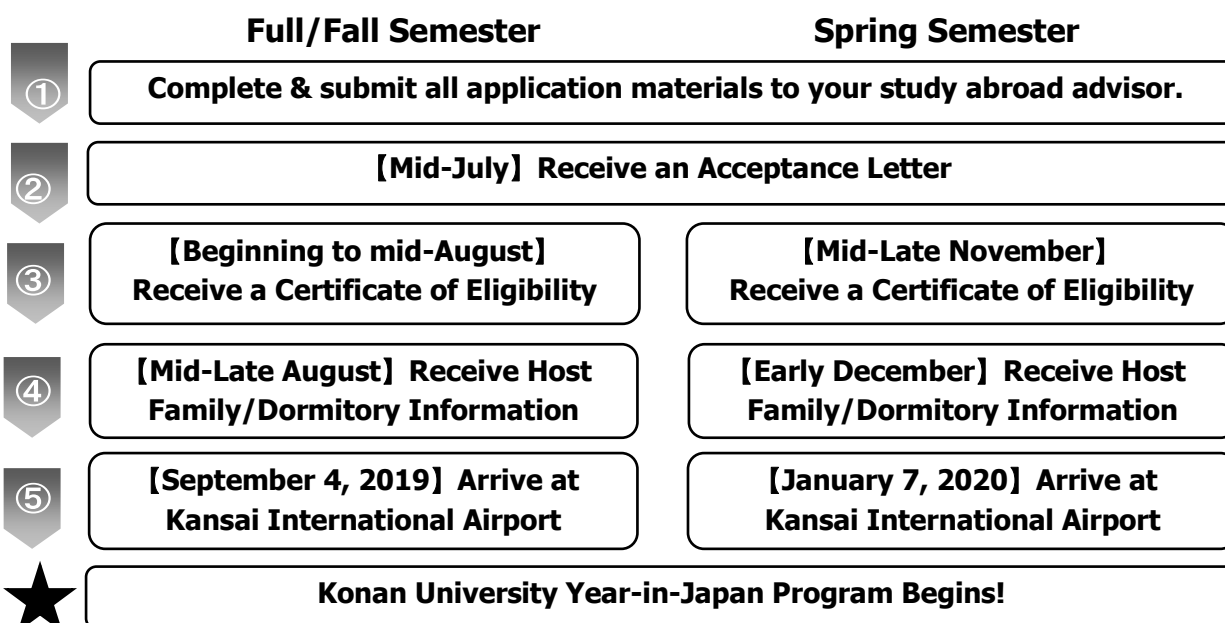 Full/Fall Semester Spring Semester
① Complete & submit all application materials to your study abroad advisor.
② 【Mid-July】Receive an Acceptance Letter
③
【Beginning to mid-August】
Receive a Certificate of Eligibility
【Mid-Late November】
Receive a Certificate of Eligibility
④
【Mid-Late August】Receive Host
Family/Dormitory Information
【Early December】Receive Host
Family/Dormitory Information
⑤
【September 4, 2019】Arrive at
Kansai International Airport
【January 7, 2020】Arrive at
Kansai International Airport
Konan University Year-in-Japan Program Begins!